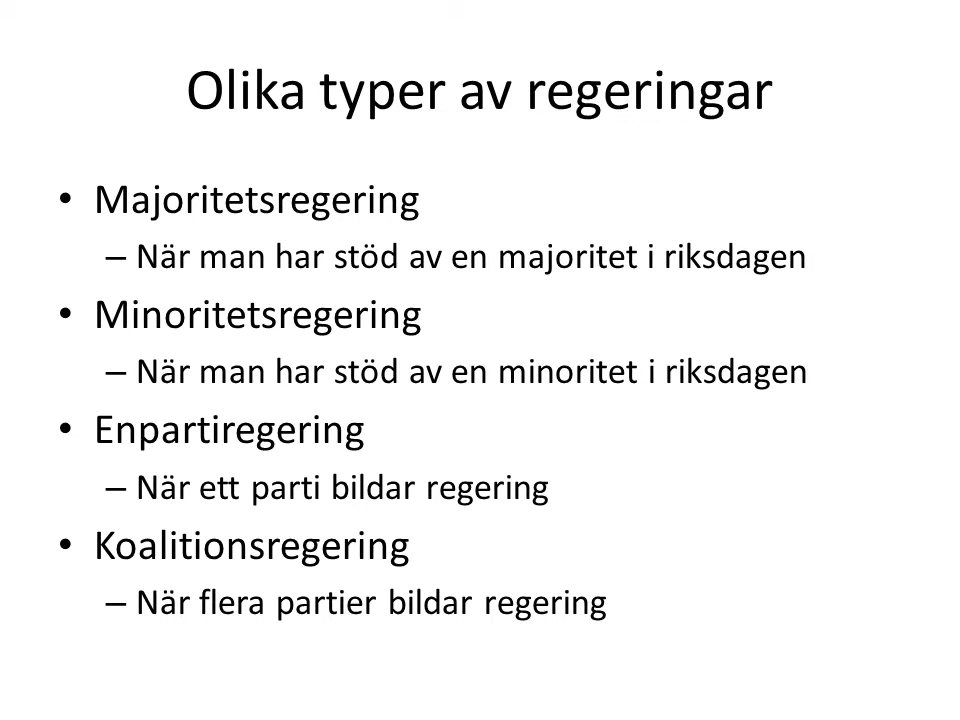 Olika typer av regeringar
• Majoritetsregering
– När man har stöd av en majoritet i riksdagen
• Minoritetsregering
– När man har stöd av en minoritet i riksdagen
• Enpartiregering
– När ett parti bildar regering
• Koalitionsregering
– När flera partier bildar regering